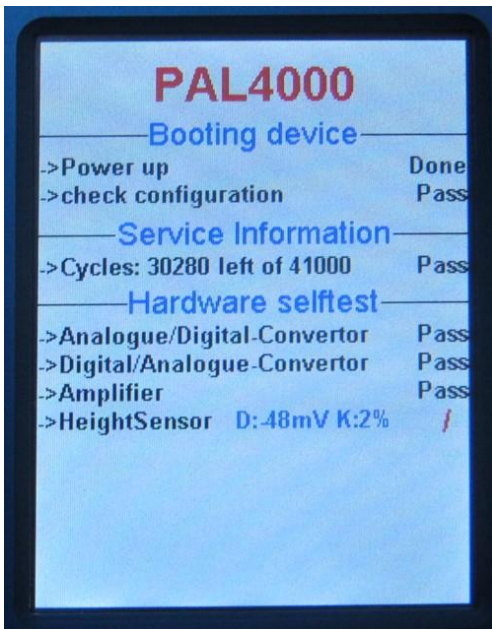 PAL4000
Booting device
->Power up Done
->check configuration Pass
Service Information
->Cycles: 30280 left of 41000 Pass
Hardware selftest
->Analogue/Digital-Convertor Pass
->Digital/Analogue-Convertor Pass
->Amplifier Pass
->HeightSensor D:-48mV K:2% /